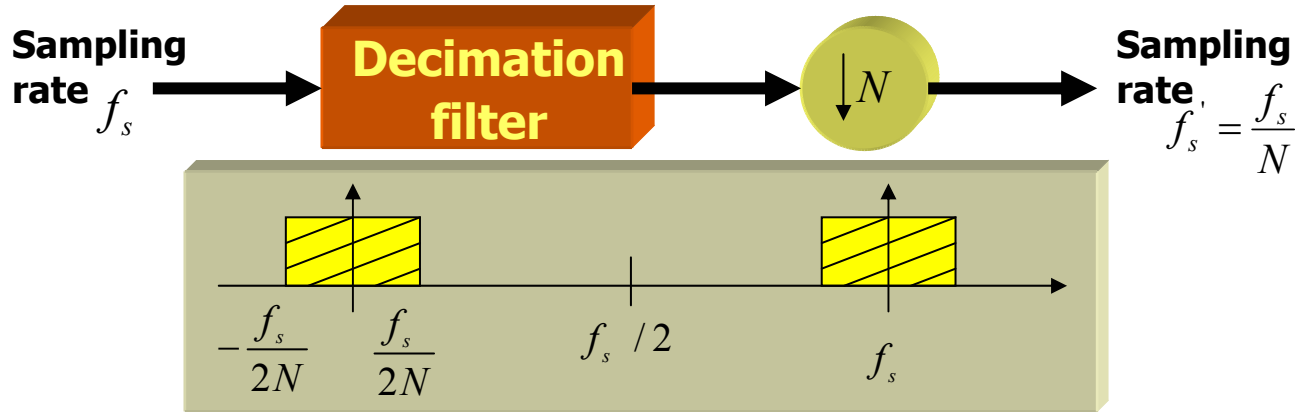 Sampling
rate f_s
Decimation
filter
↓ N
Sampling
rate
f_s' = f_s / N
-f_s / 2N
f_s / 2N
f_s / 2
f_s